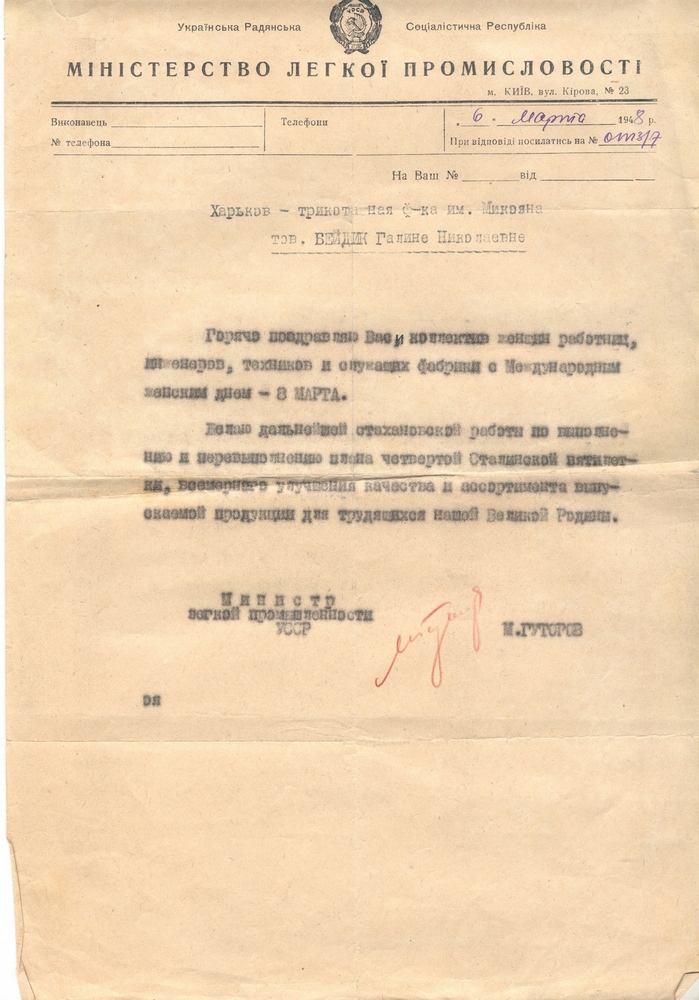 Українська Радянська Соціалістична Республіка
МІНІСТЕРСТВО ЛЕГКОЇ ПРОМИСЛОВОСТІ
м. КИЇВ, вул. Кірова, № 23
Виконавець Телефони 6 Марта 1948 р.
№ телефона При відповіді посилатись на №
На Ваш № від
Харьков - трикота ная ф-ка им. Микояна
тов. БЕЙДИК Галине Николаевне
Горячо поздравляю Вас и коллектив женщин работниц,
инженеров, техников и служащих фабрики с Международным
женским днем - 8 МАРТА.
Желаю дальнейшей стахановской работы по выполне-
нию и перевыполнению плана четвертой Сталинской пятилет-
ки, всемерного улучшения качества и ассортимента выпу-
скаемой продукции для трудящихся нашей Великой Родины.
Министр
легкой промышленности
УССР М.ГУТОРОВ